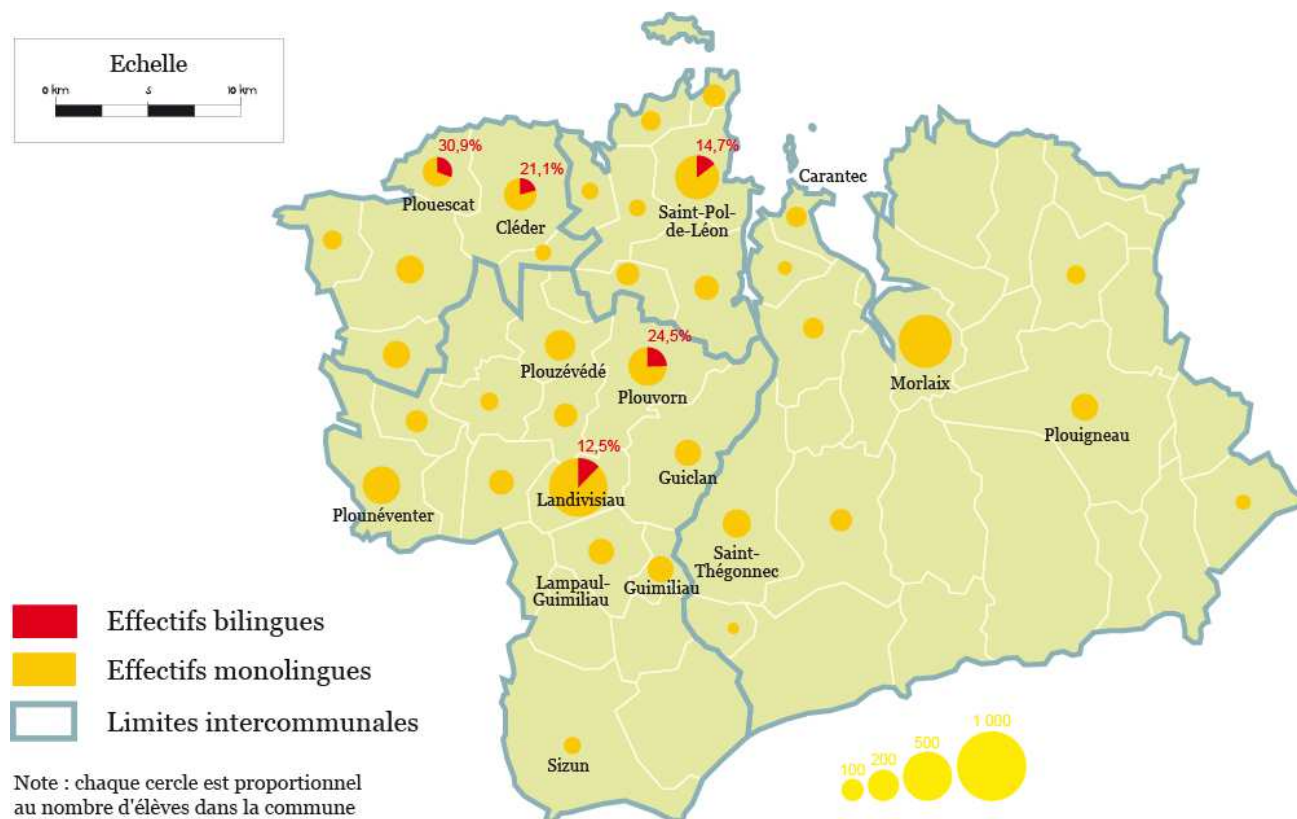 Echelle
0 km 5 10 km
30,9%
Plouescat
21,1%
Cléder
14,7%
Saint-Pol-
de-Léon
Carantec
Plouzévédé
24,5%
Plouvorn
Morlaix
Plouigneau
12,5%
Landivisiau
Guiclan
Plounéventer
Saint-
Thégonnec
Lampaul-
Guimiliau
Guimiliau
Sizun
Effectifs bilingues
Effectifs monolingues
Limites intercommunales
Note : chaque cercle est proportionnel
au nombre d'élèves dans la commune
100
200
500
1 000